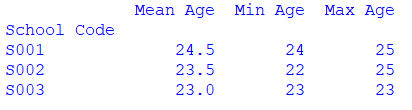 Mean Age Min Age Max Age
School Code
S001 24.5 24 25
S002 23.5 22 25
S003 23.0 23 23